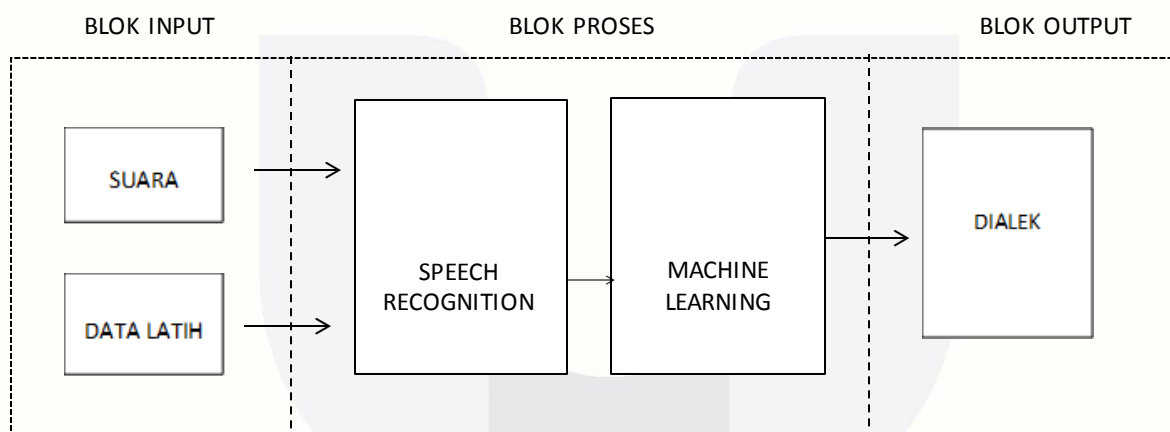 BLOK INPUT
BLOK PROSES
BLOK OUTPUT
SUARA
DATA LATIH
SPEECH
RECOGNITION
MACHINE
LEARNING
DIALEK